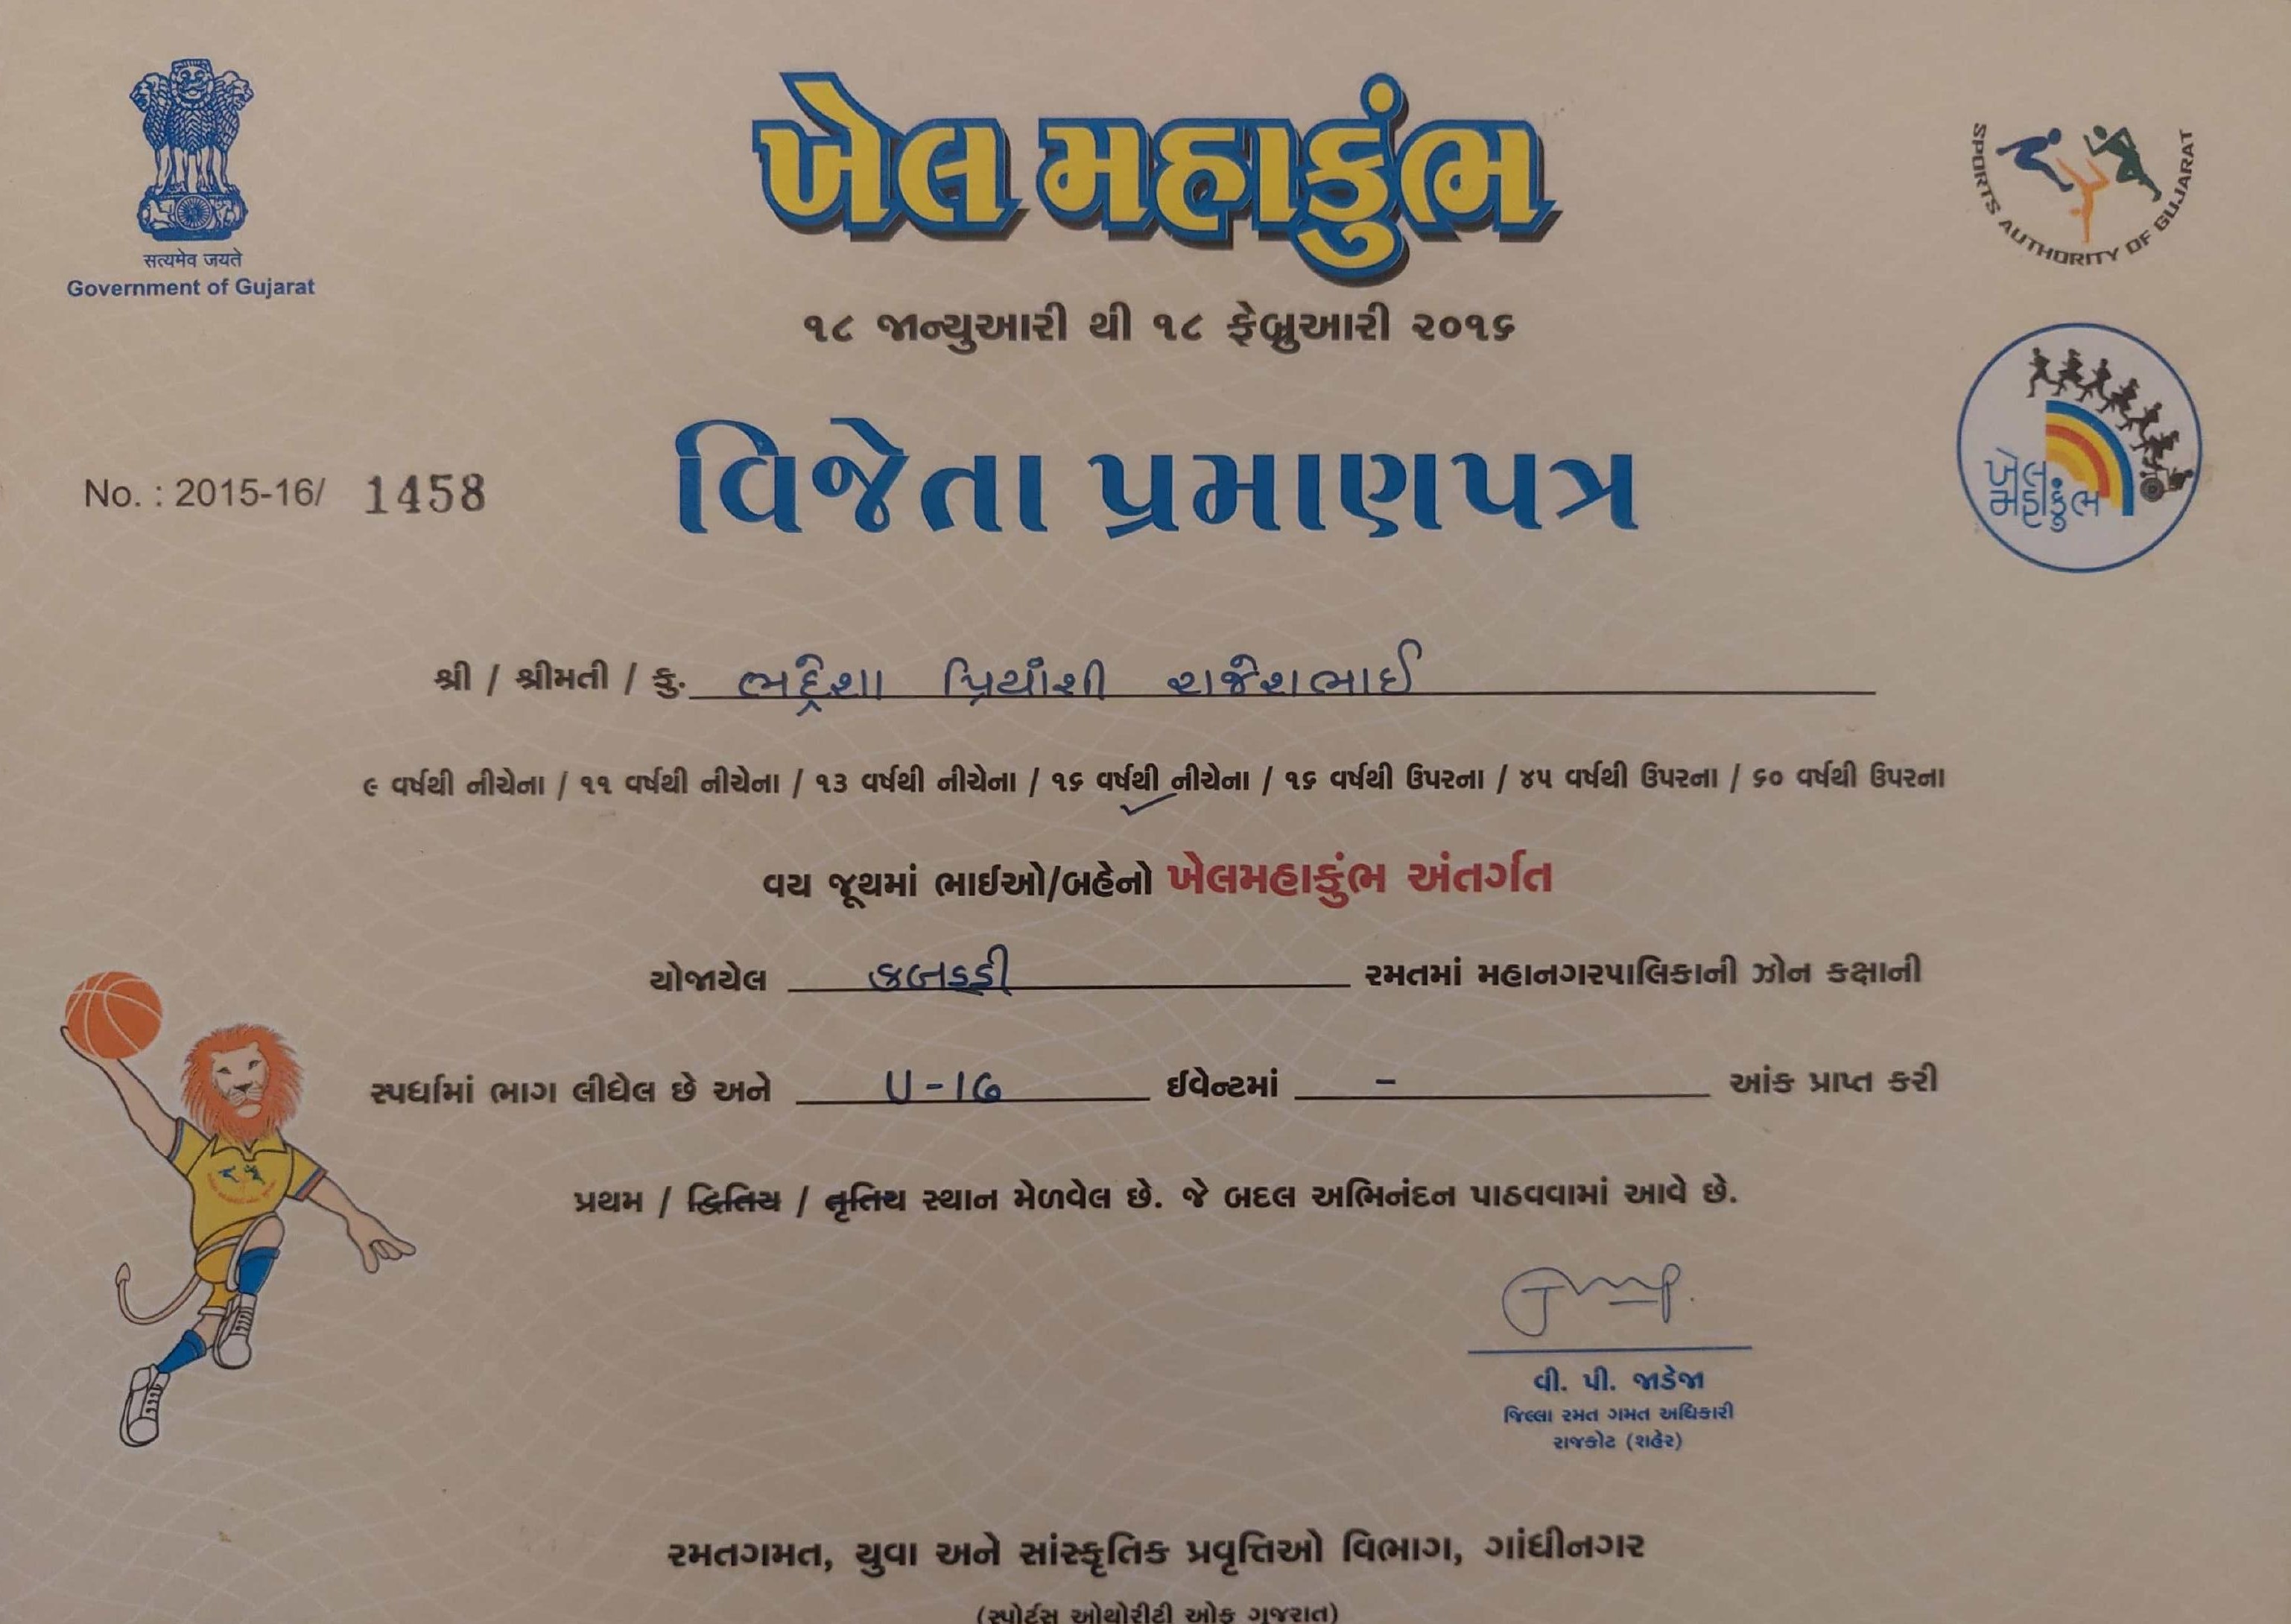 सत्यमेव जयते
Government of Gujarat
ખેલ મહાકુંભ
SPORTS AUTHORITY OF GUJARAT
૧૮ જાન્યુઆરી થી ૧૮ ફેબ્રુઆરી ૨૦૧૬
ખેલ
મહાકુંભ
No. : 2015-16/ 1458
વિજેતા પ્રમાણપત્ર
શ્રી / શ્રીમતી / કુ. ભદ્રેશા પ્રિયાંશી રાજેશભાઈ
૯ વર્ષથી નીચેના / ૧૧ વર્ષથી નીચેના / ૧૩ વર્ષથી નીચેના / ૧૬ વર્ષથી નીચેના / ૧૬ વર્ષથી ઉપરના / ૪૫ વર્ષથી ઉપરના / ૬૦ વર્ષથી ઉપરના
વય જૂથમાં ભાઈઓ/બહેનો ખેલમહાકુંભ અંતર્ગત
યોજાયેલ કબડ્ડી રમતમાં મહાનગરપાલિકાની ઝોન કક્ષાની
સ્પર્ધામાં ભાગ લીધેલ છે અને U-16 ઈવેન્ટમાં - આંક પ્રાપ્ત કરી
પ્રથમ / દ્વિતિય / તૃતિય સ્થાન મેળવેલ છે. જે બદલ અભિનંદન પાઠવવામાં આવે છે.
વી. પી. જાડેજા
જિલ્લા રમત ગમત અધિકારી
રાજકોટ (શહેર)
રમતગમત, યુવા અને સાંસ્કૃતિક પ્રવૃત્તિઓ વિભાગ, ગાંધીનગર
(સ્પોર્ટસ ઓથોરીટી ઓફ ગુજરાત)